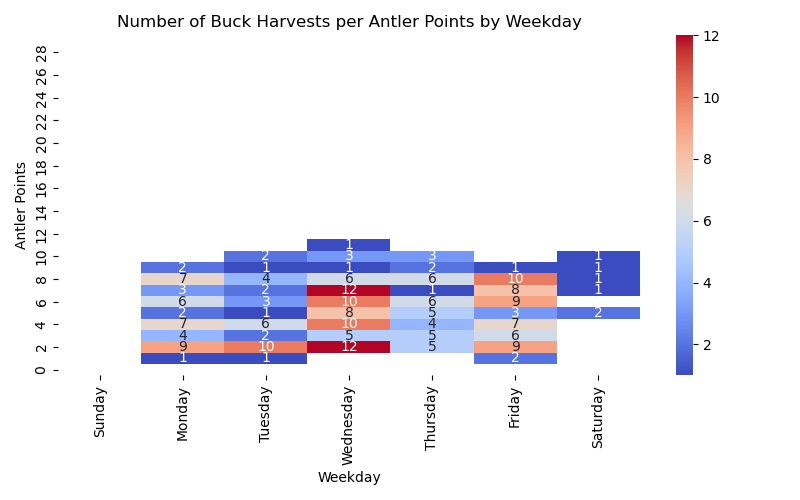 Number of Buck Harvests per Antler Points by Weekday
Antler Points
28
26
24
22
20
18
16
14
12
10
8
6
4
2
0
1
2 3 3 1
2 1 1 2 1 1
7 4 6 6 10 1
3 2 12 1 8 1
6 3 10 6 9
2 1 8 5 3 2
7 6 10 4 7
4 2 5 5 6
9 10 12 5 9
1 1 2
Sunday Monday Tuesday Wednesday Thursday Friday Saturday
Weekday
12
10
8
6
4
2